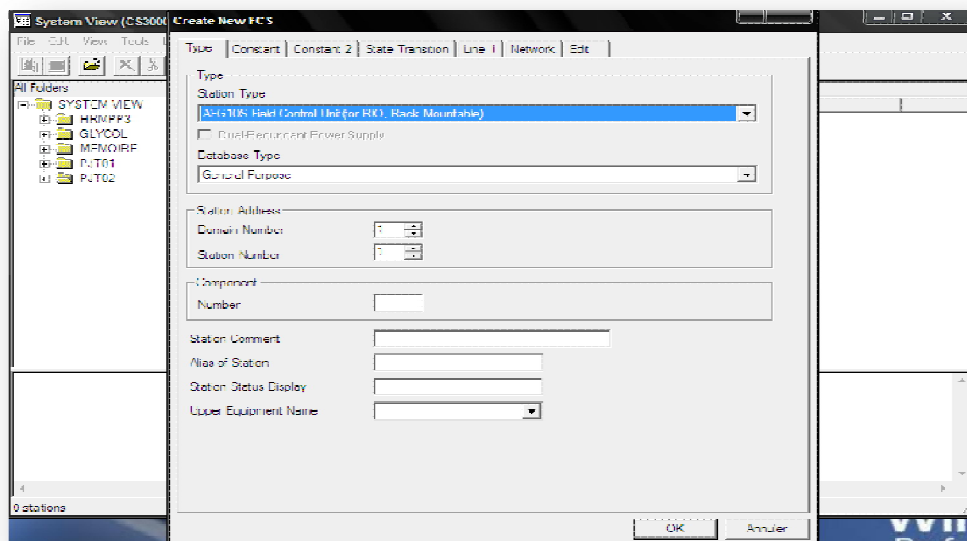 System View (CS3000
Create New FCS
File Edit View Tools
Type Constant Constant 2 State Transition Line 1 Network Edit
All Folders
SYSTEM VIEW
HRMPP3
GLYCOL
MEMOIRE
PJT01
PJT02
Type
Station Type
AFG10S Field Control Unit (for RIO, Rack Mountable)
Dual-Redundant Power Supply
Database Type
General Purpose
Station Address
Domain Number
Station Number
Component
Number
Station Comment
Alias of Station
Station Status Display
Upper Equipment Name
0 stations
OK Annuler